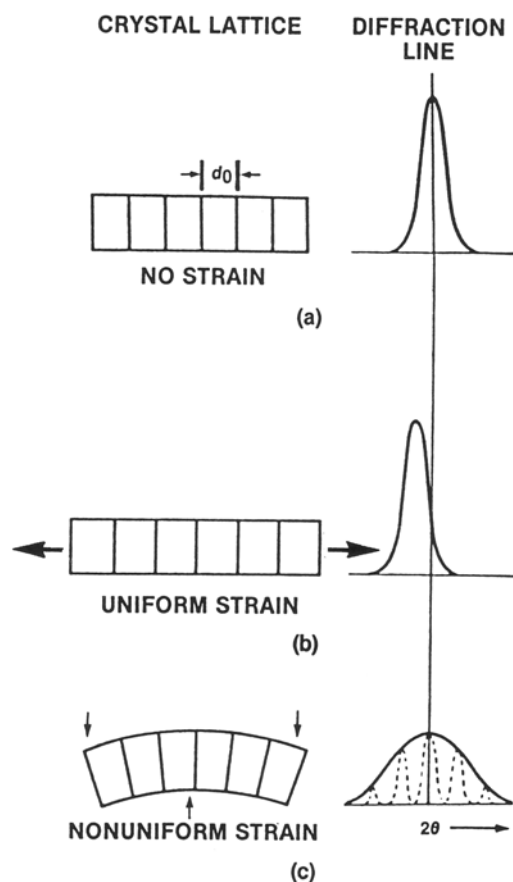 CRYSTAL LATTICE
DIFFRACTION
LINE
d₀
NO STRAIN
(a)
UNIFORM STRAIN
(b)
NONUNIFORM STRAIN
2θ
(c)